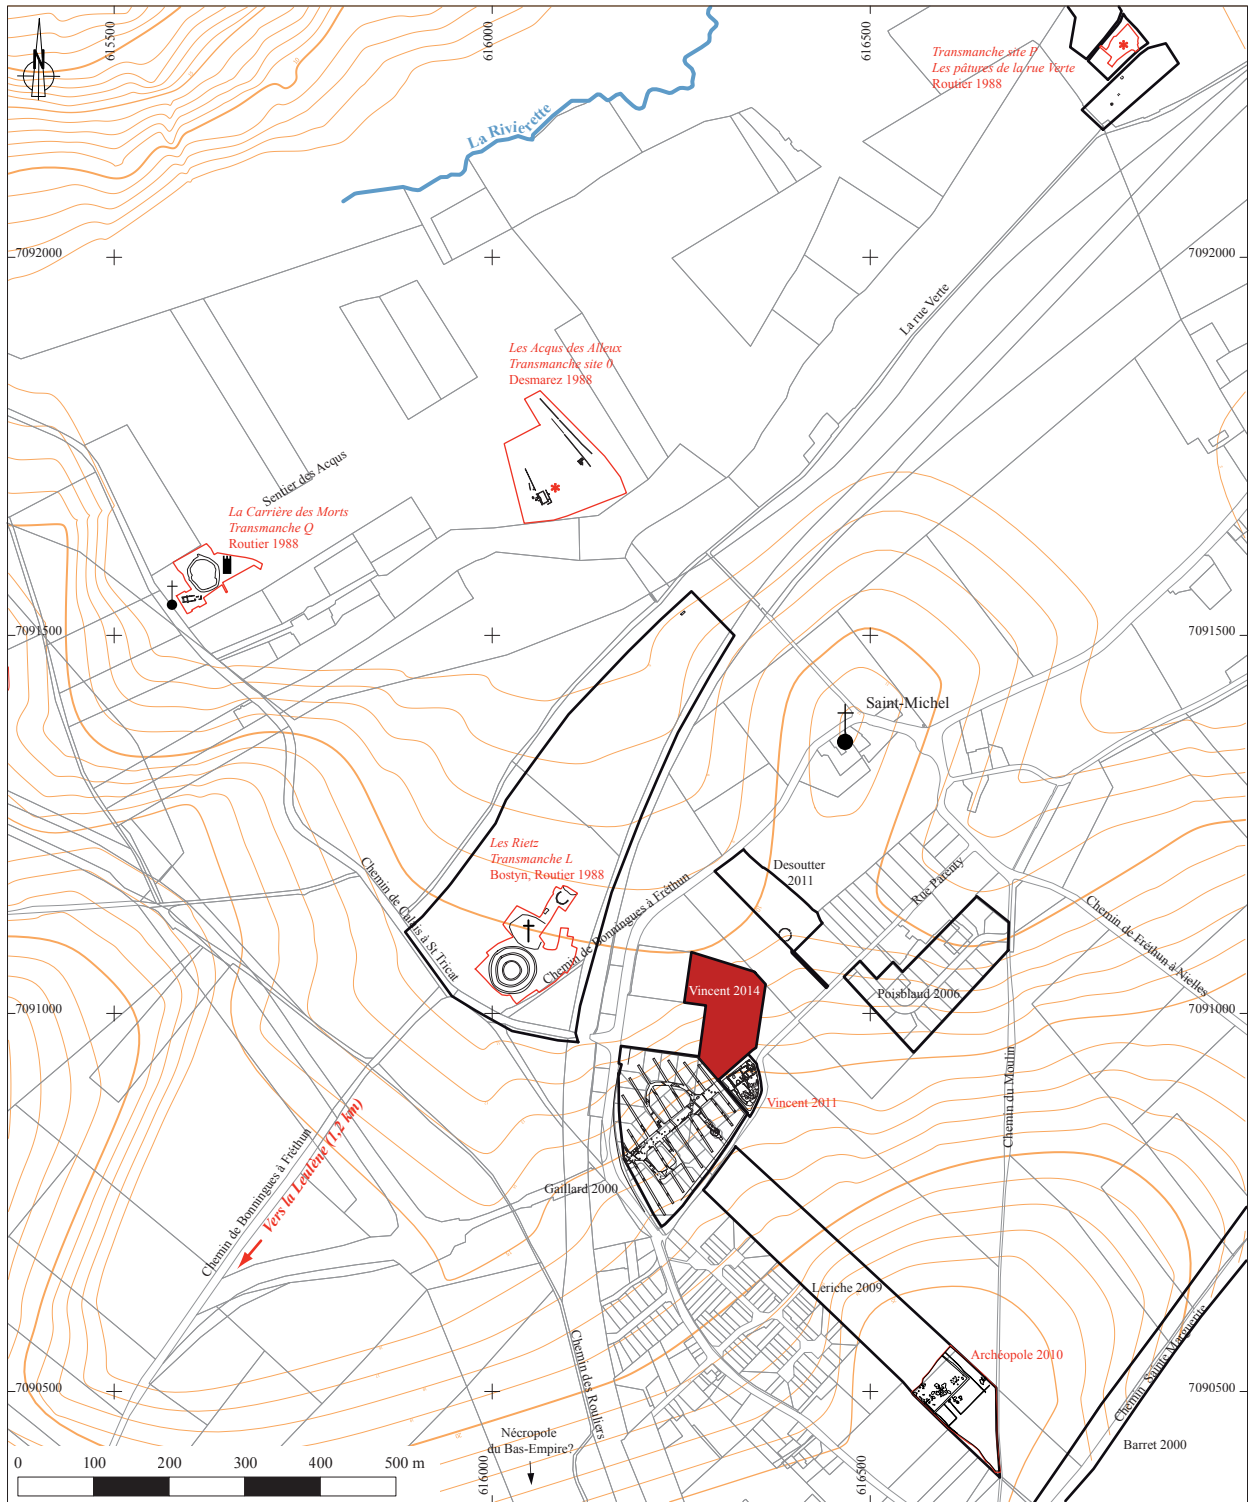 N
615500
616000
616500
Transmanche site P
Les pâtures de la rue Verte
Routier 1988
La Rivierette
7092000
7092000
La rue Verte
Les Acqus des Alleux
Transmanche site 0
Desmarez 1988
Sentier des Acqus
La Carrière des Morts
Transmanche Q
Routier 1988
7091500
7091500
Saint-Michel
Les Rietz
Transmanche L
Bostyn, Routier 1988
Chemin de Calais à St Tricat
Chemin de Bonningues à Fréthun
Desoutter
2011
Rue Parenty
Chemin de Fréthun à Nielles
Vincent 2014
Poisblaud 2006
7091000
7091000
Vincent 2011
Chemin du Moulin
Chemin de Bonningues à Fréthun
Vers la Leulène (1,2 km)
Gaillard 2000
Leriche 2009
Archéopole 2010
Chemin Sainte Marguerite
Chemin des Rouliers
7090500
7090500
Nécropole
du Bas-Empire?
Barret 2000
0 100 200 300 400 500 m
616000
616500